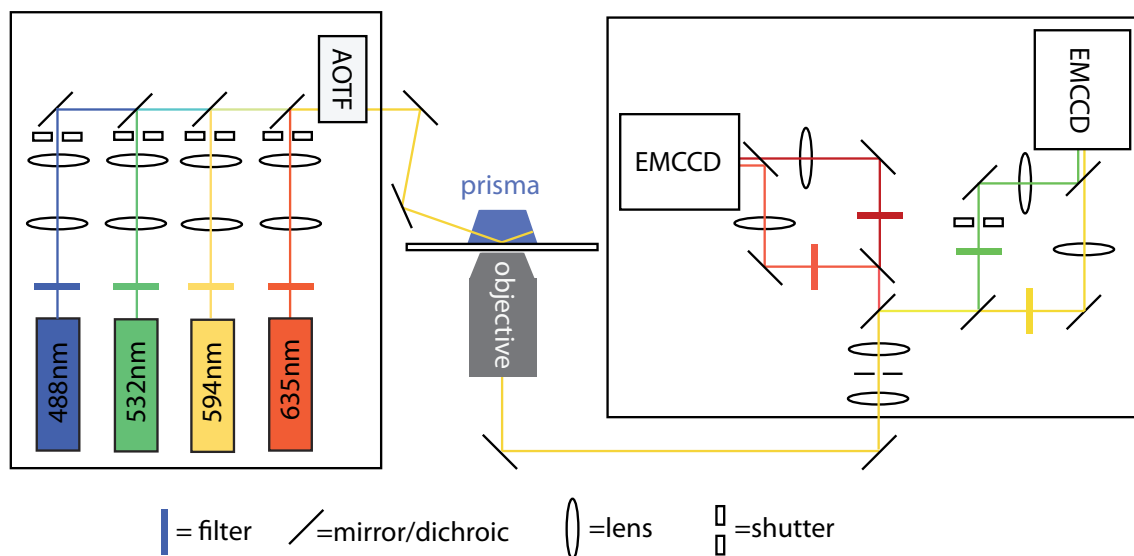 AOTF
EMCCD
EMCCD
prisma
objective
488nm
532nm
594nm
635nm
= filter
=mirror/dichroic
=lens
=shutter